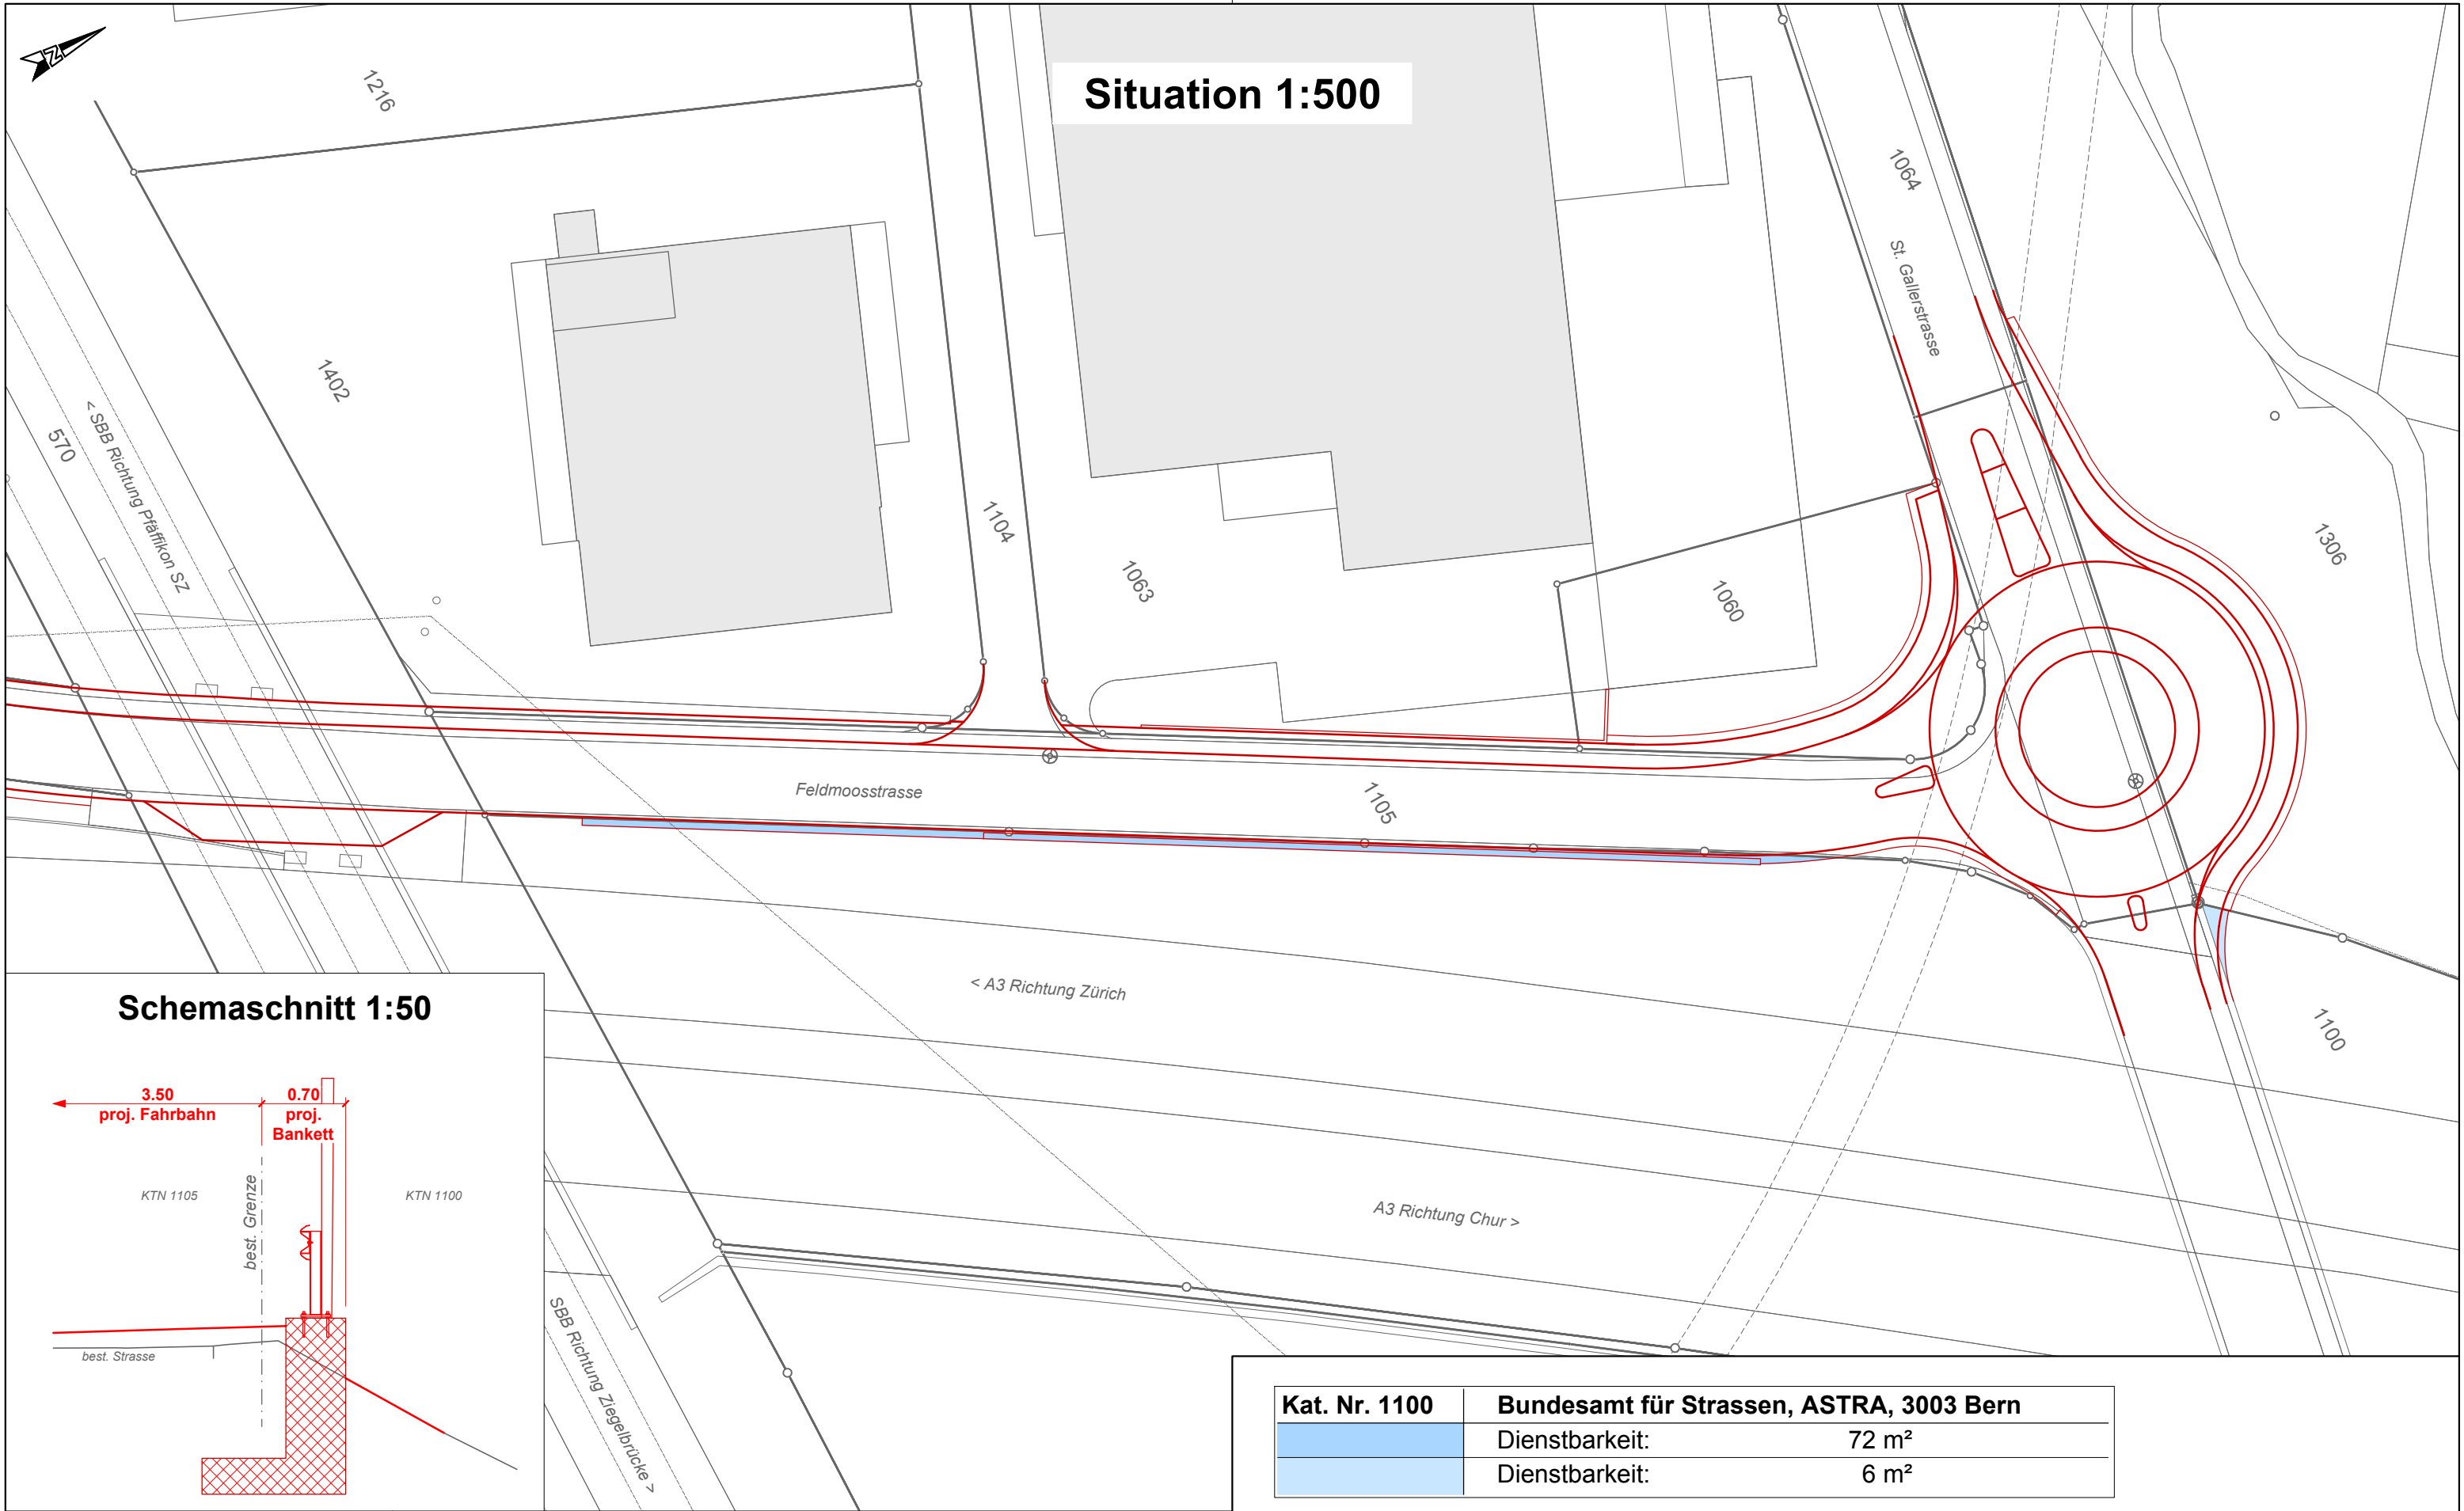 N
Situation 1:500
1216
1064
St. Gallerstrasse
1402
570
< SBB Richtung Pfäffikon SZ
1104
1063
1060
1306
Feldmoosstrasse
1105
< A3 Richtung Zürich
1100
A3 Richtung Chur >
SBB Richtung Ziegelbrücke >
Schemaschnitt 1:50
3.50
proj. Fahrbahn
0.70
proj.
Bankett
KTN 1105
best. Grenze
KTN 1100
best. Strasse
Kat. Nr. 1100 Bundesamt für Strassen, ASTRA, 3003 Bern
Dienstbarkeit: 72 m²
Dienstbarkeit: 6 m²